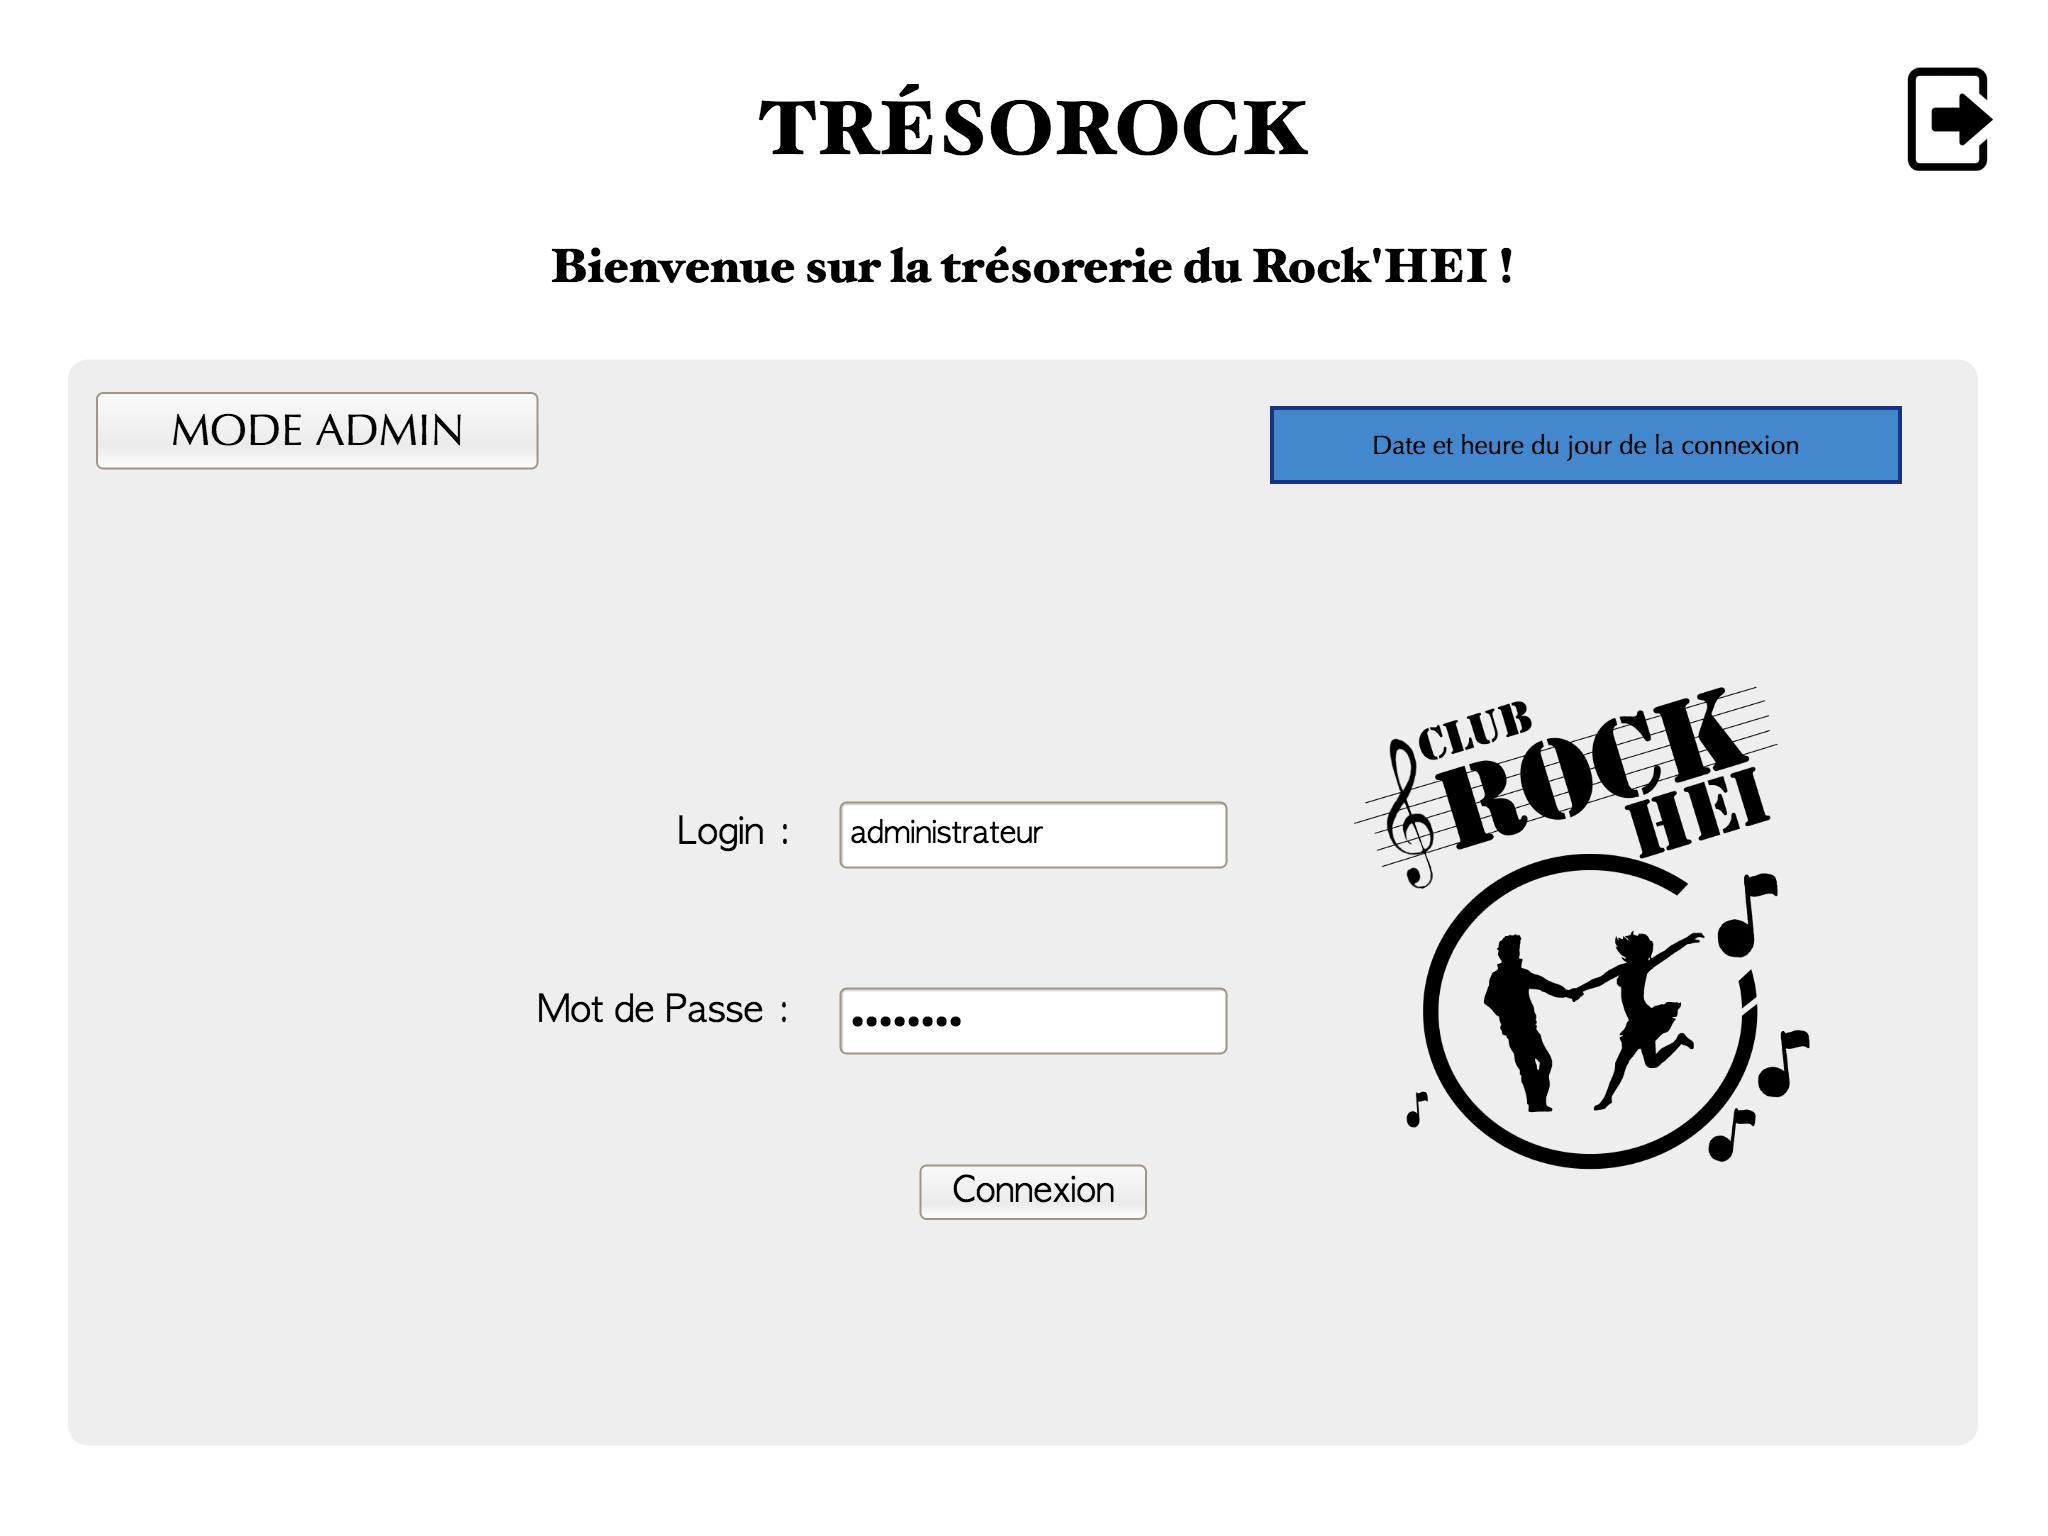 TRÉSOROCK
Bienvenue sur la trésorerie du Rock'HEI !
MODE ADMIN
Date et heure du jour de la connexion
CLUB
ROCK
HEI
Login :
administrateur
Mot de Passe :
••••••••
Connexion